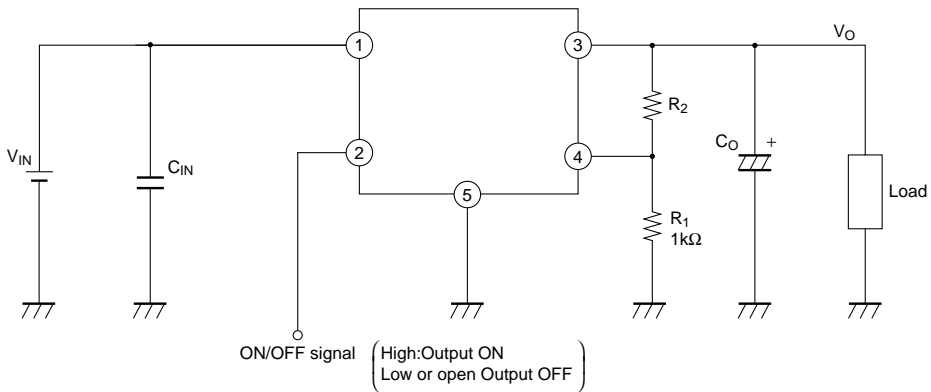 1
3
V_O
R_2
2
4
C_O
+
V_IN
C_IN
5
R_1
1kΩ
Load
ON/OFF signal
High:Output ON
Low or open Output OFF